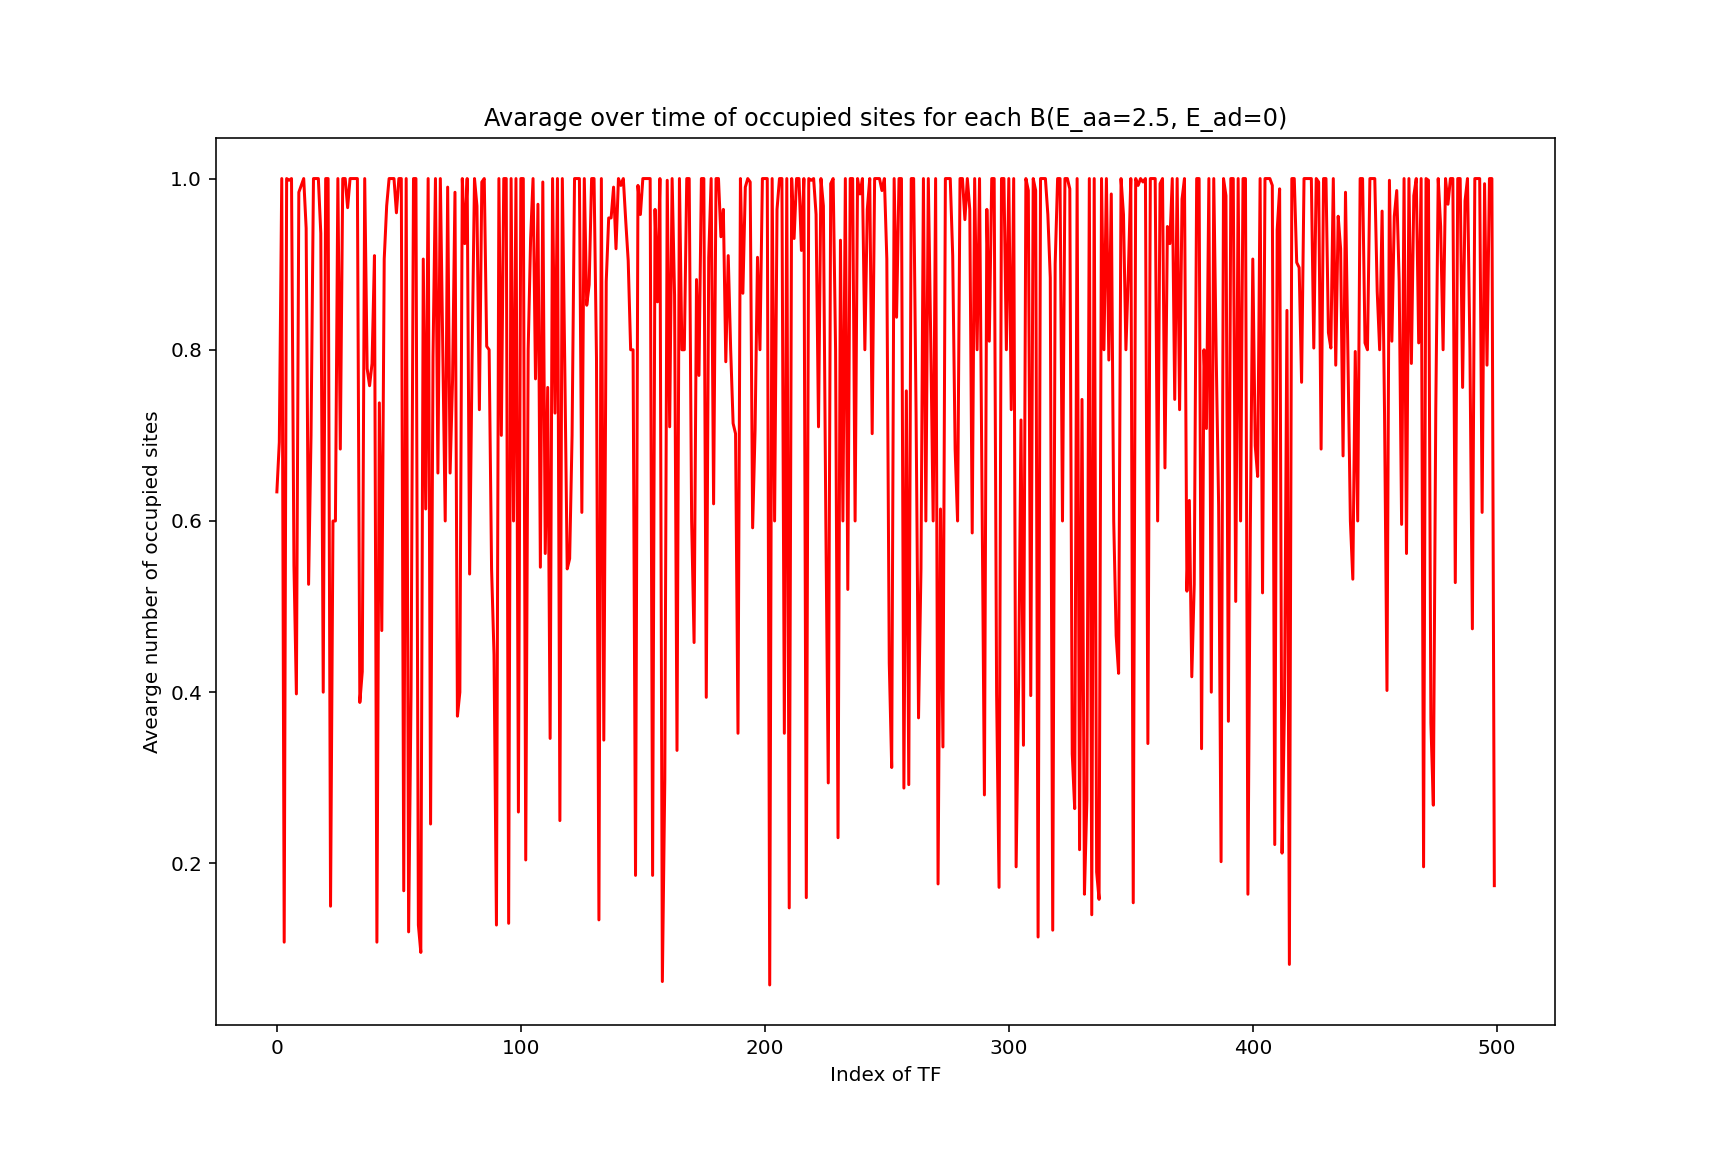 Avarage over time of occupied sites for each B(E_aa=2.5, E_ad=0)
1.0
0.8
0.6
0.4
0.2
Avearge number of occupied sites
0 100 200 300 400 500
Index of TF